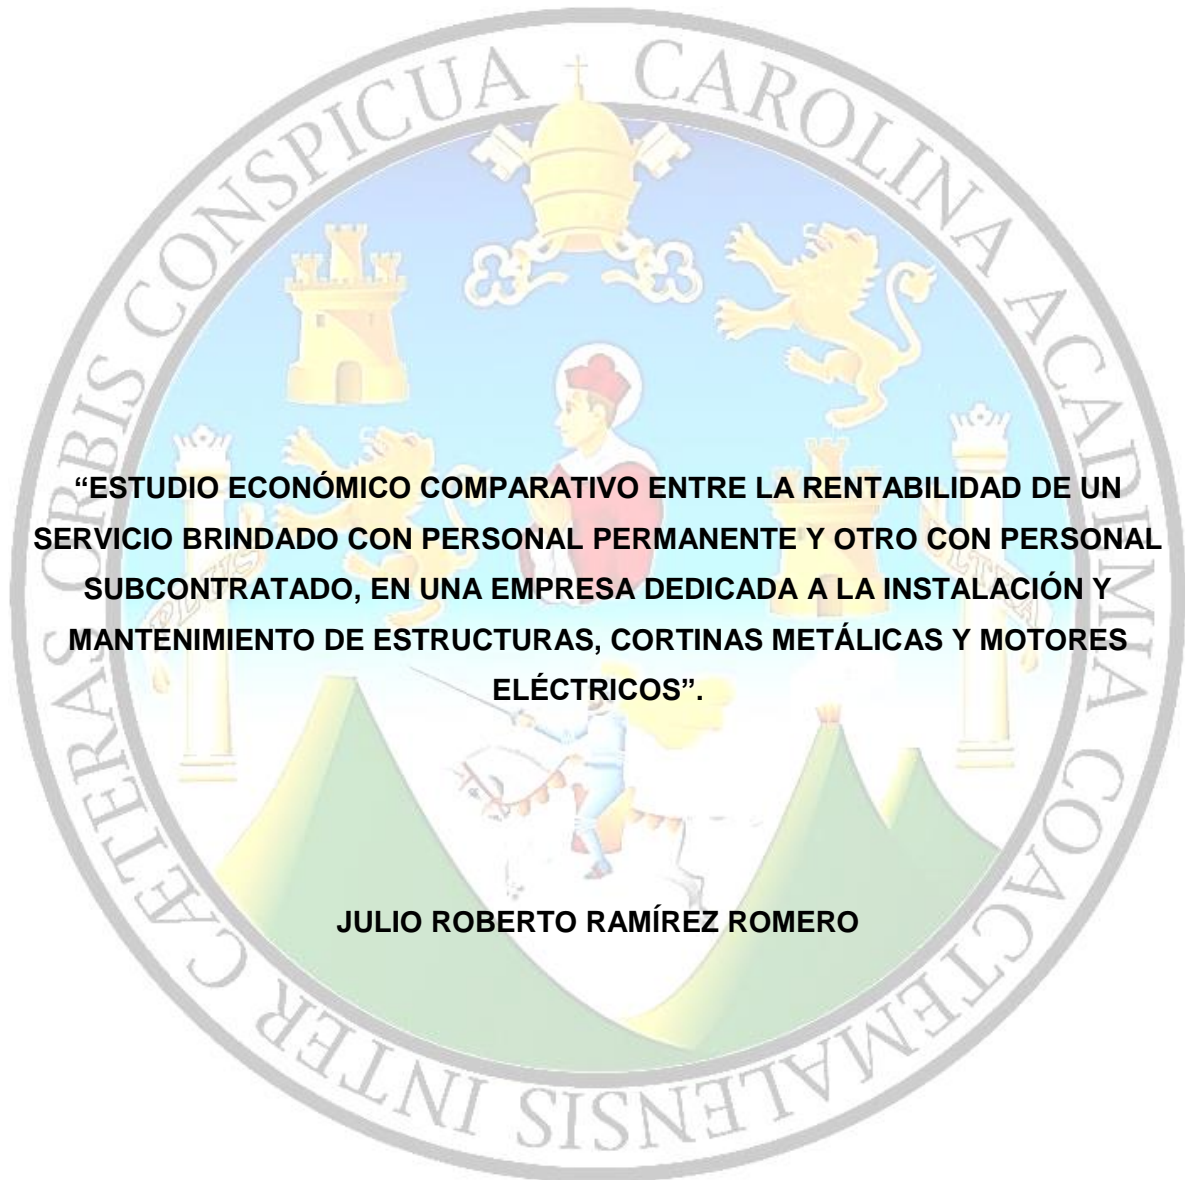 CAROLINA ACADEMIA COACTEMALENSIS INTER CÆTERAS ORBIS CONSPICUA
“ESTUDIO ECONÓMICO COMPARATIVO ENTRE LA RENTABILIDAD DE UN
SERVICIO BRINDADO CON PERSONAL PERMANENTE Y OTRO CON PERSONAL
SUBCONTRATADO, EN UNA EMPRESA DEDICADA A LA INSTALACIÓN Y
MANTENIMIENTO DE ESTRUCTURAS, CORTINAS METÁLICAS Y MOTORES
ELÉCTRICOS”.
JULIO ROBERTO RAMÍREZ ROMERO